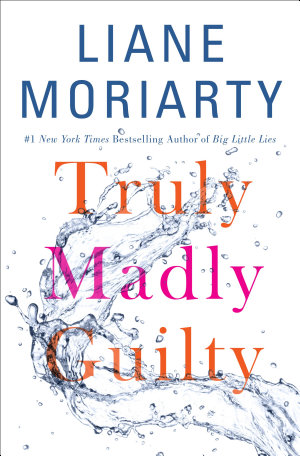 LIANE
MORIARTY
#1 New York Times Bestselling Author of Big Little Lies
Truly
Madly
Guilty